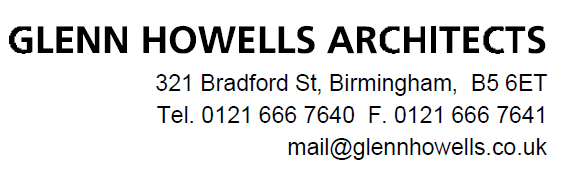 GLENN HOWELLS ARCHITECTS
321 Bradford St, Birmingham,  B5 6ET
Tel. 0121 666 7640  F. 0121 666 7641
mail@glennhowells.co.uk